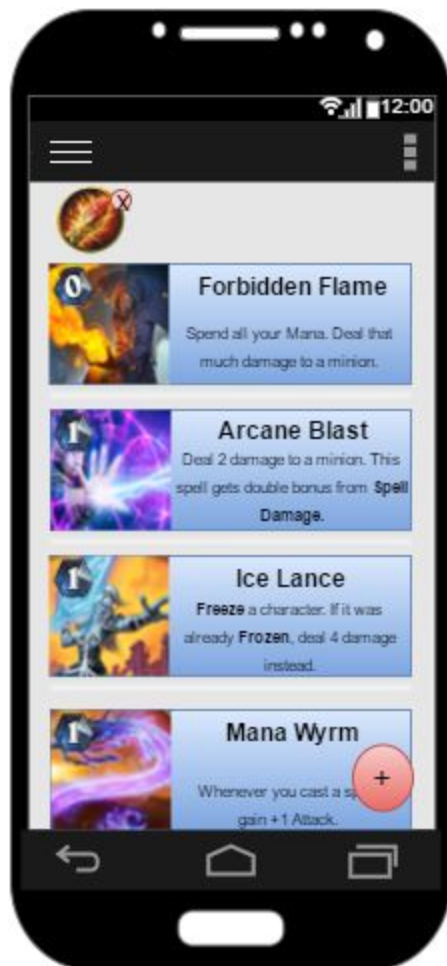 12:00
X
0
Forbidden Flame
Spend all your Mana. Deal that
much damage to a minion.
1
Arcane Blast
Deal 2 damage to a minion. This
spell gets double bonus from Spell
Damage.
1
Ice Lance
Freeze a character. If it was
already Frozen, deal 4 damage
instead.
1
Mana Wyrm
Whenever you cast a sp
+
gain +1 Attack.